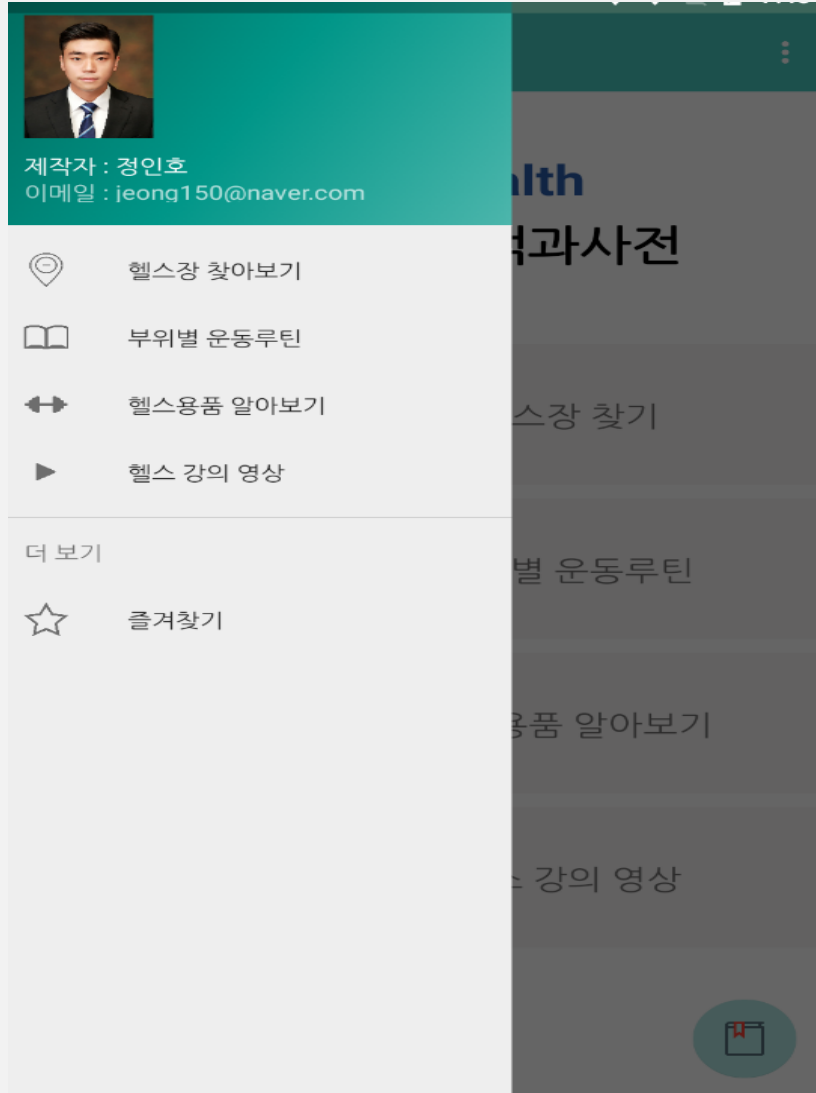 제작자 : 정인호
이메일 : jeong150@naver.com
헬스장 찾아보기
부위별 운동루틴
헬스용품 알아보기
헬스 강의 영상
더 보기
즐겨찾기
lth
과사전
스장 찾기
별 운동루틴
용품 알아보기
강의 영상